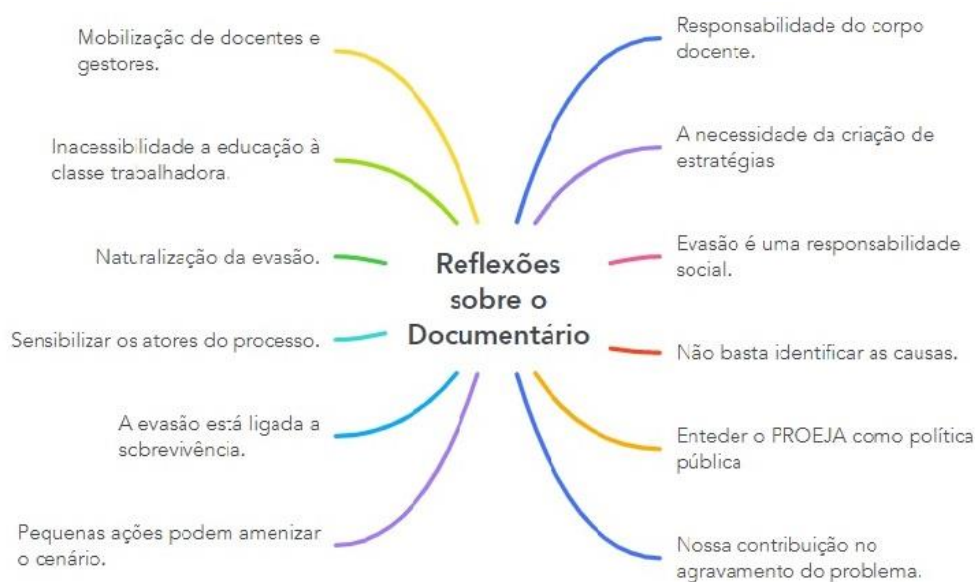 Mobilização de docentes e
gestores.
Inacessibilidade a educação à
classe trabalhadora.
Naturalização da evasão.
Sensibilizar os atores do processo.
A evasão está ligada a
sobrevivência.
Pequenas ações podem amenizar
o cenário.
Reflexões
sobre o
Documentário
Responsabilidade do corpo
docente.
A necessidade da criação de
estratégias
Evasão é uma responsabilidade
social.
Não basta identificar as causas.
Enteder o PROEJA como política
pública
Nossa contribuição no
agravamento do problema.